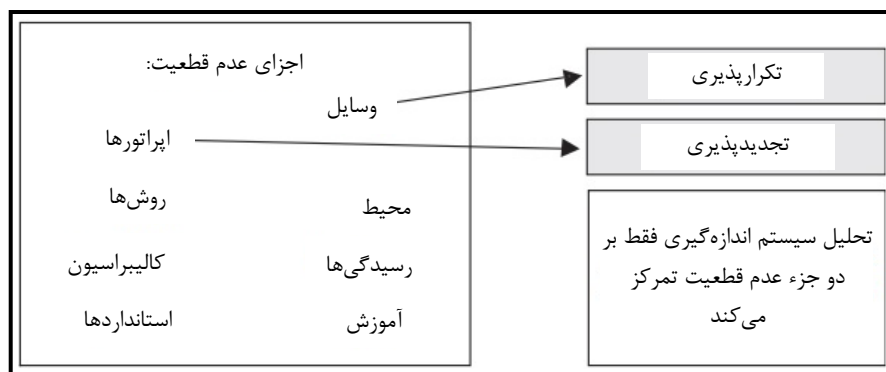 اجزای عدم قطعیت:
وسایل
اپراتورها
روش‌ها
محیط
کالیبراسیون
رسیدگی‌ها
استانداردها
آموزش
تکرارپذیری
تجدیدپذیری
تحلیل سیستم اندازه‌گیری فقط بر
دو جزء عدم قطعیت تمرکز
می‌کند